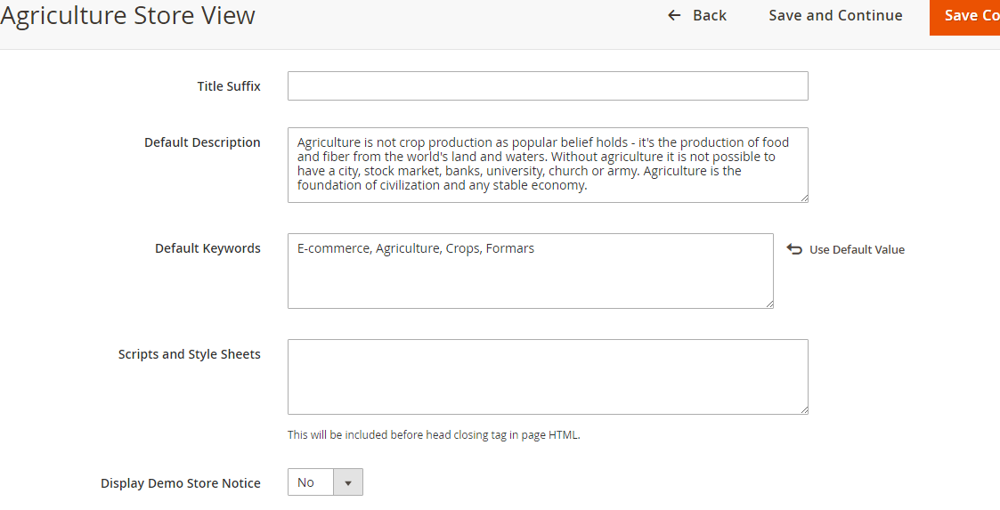 Agriculture Store View
Back
Save and Continue
Save Co
Title Suffix
Default Description
Agriculture is not crop production as popular belief holds - it's the production of food
and fiber from the world's land and waters. Without agriculture it is not possible to
have a city, stock market, banks, university, church or army. Agriculture is the
foundation of civilization and any stable economy.
Default Keywords
E-commerce, Agriculture, Crops, Formars
Use Default Value
Scripts and Style Sheets
This will be included before head closing tag in page HTML.
Display Demo Store Notice
No